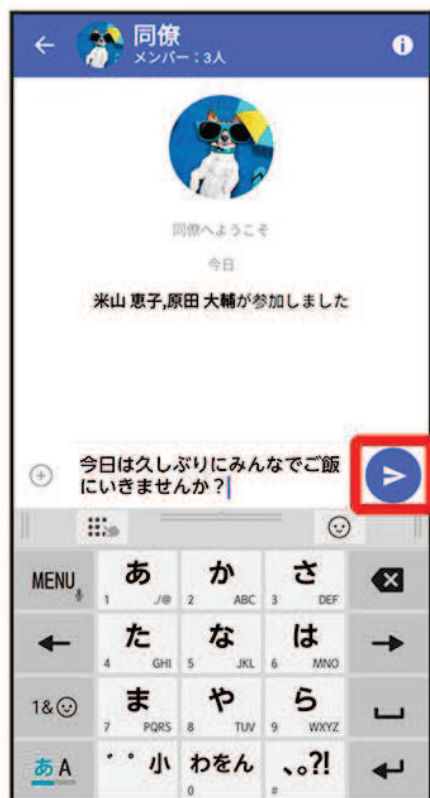 同僚
メンバー：3人
同僚へようこそ
今日
米山 恵子,原田 大輔が参加しました
今日は久しぶりにみんなでご飯
にいきませんか？
MENU あ か さ
1 ./@ 2 ABC 3 DEF
た な は
4 GHI 5 JKL 6 MNO
1& ま や ら
7 PQRS 8 TUV 9 WXYZ
あA ゛゜小 わをん 、。?!
0 #